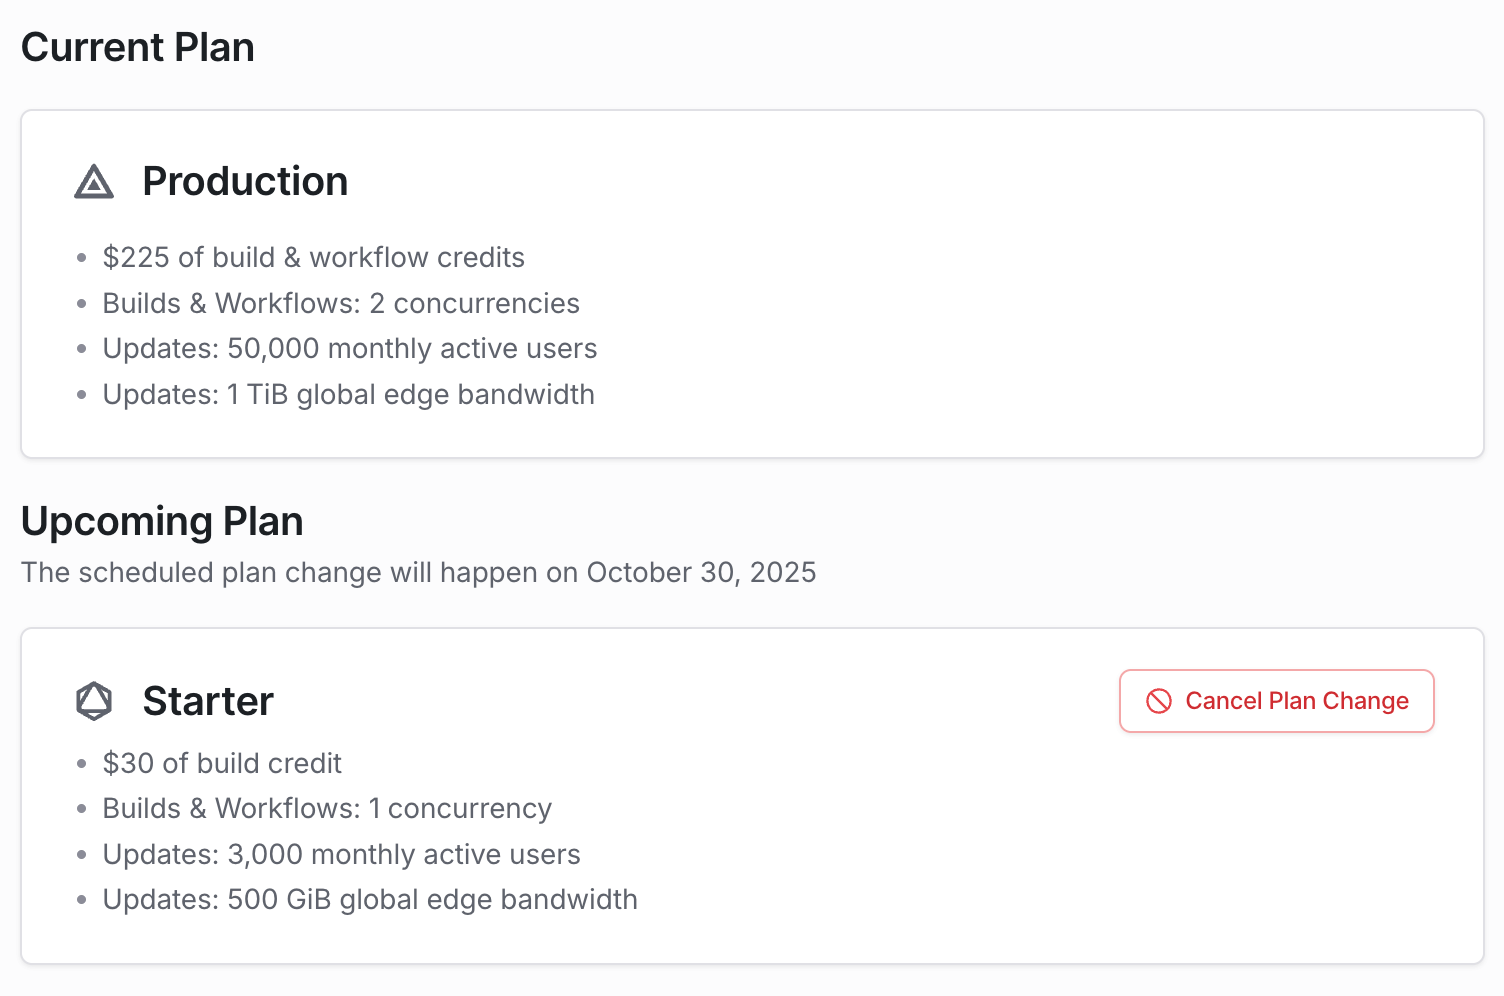 Current Plan
Production
$225 of build & workflow credits
Builds & Workflows: 2 concurrencies
Updates: 50,000 monthly active users
Updates: 1 TiB global edge bandwidth
Upcoming Plan
The scheduled plan change will happen on October 30, 2025
Starter
Cancel Plan Change
$30 of build credit
Builds & Workflows: 1 concurrency
Updates: 3,000 monthly active users
Updates: 500 GiB global edge bandwidth